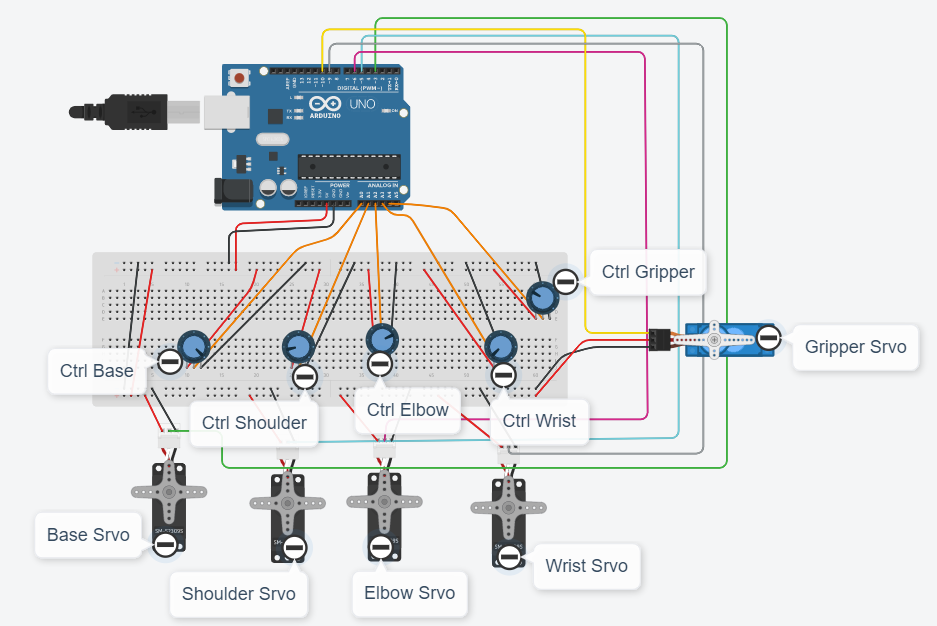 DIGITAL (PWM~)
UNO
ARDUINO
POWER
ANALOG IN
Ctrl Gripper
Gripper Srvo
Ctrl Base
Ctrl Shoulder
Ctrl Elbow
Ctrl Wrist
Base Srvo
Shoulder Srvo
Elbow Srvo
Wrist Srvo